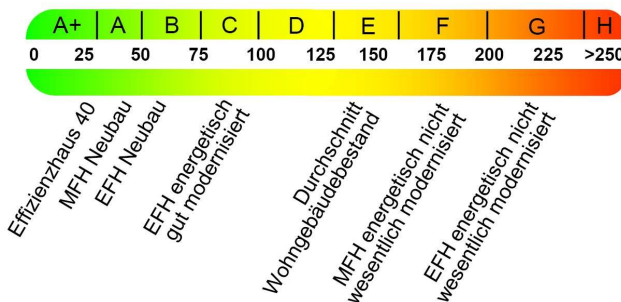 A+ A B C D E F G H
0 25 50 75 100 125 150 175 200 225 >250
Effizienzhaus 40
MFH Neubau
EFH Neubau
EFH energetisch
gut modernisiert
Durchschnitt
Wohngebäudebestand
MFH energetisch nicht
wesentlich modernisiert
EFH energetisch nicht
wesentlich modernisiert